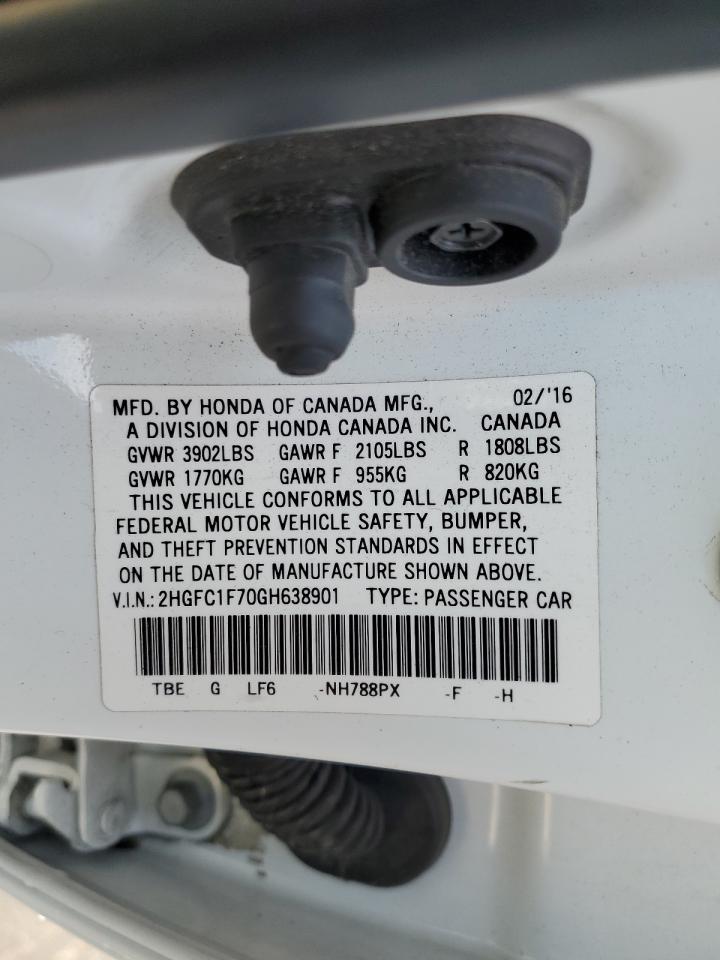 MFD. BY HONDA OF CANADA MFG., 02/'16
A DIVISION OF HONDA CANADA INC. CANADA
GVWR 3902LBS GAWR F 2105LBS R 1808LBS
GVWR 1770KG GAWR F 955KG R 820KG
THIS VEHICLE CONFORMS TO ALL APPLICABLE
FEDERAL MOTOR VEHICLE SAFETY, BUMPER,
AND THEFT PREVENTION STANDARDS IN EFFECT
ON THE DATE OF MANUFACTURE SHOWN ABOVE.
V.I.N.: 2HGFC1F70GH638901 TYPE: PASSENGER CAR
TBE G LF6 -NH788PX -F -H